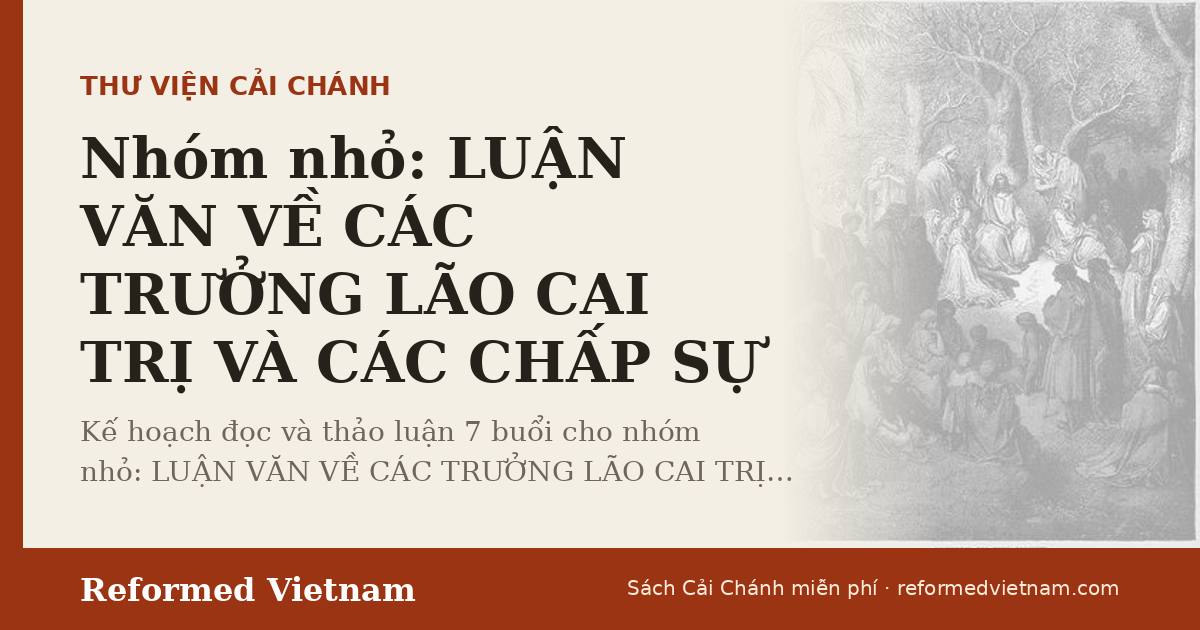 THƯ VIỆN CẢI CHÁNH
Nhóm nhỏ: LUẬN
VĂN VỀ CÁC
TRƯỞNG LÃO CAI
TRỊ VÀ CÁC CHẤP SỰ
Kế hoạch đọc và thảo luận 7 buổi cho nhóm
nhỏ: LUẬN VĂN VỀ CÁC TRƯỞNG LÃO CAI TRỊ...
Reformed Vietnam
Sách Cải Chánh miễn phí · reformedvietnam.com